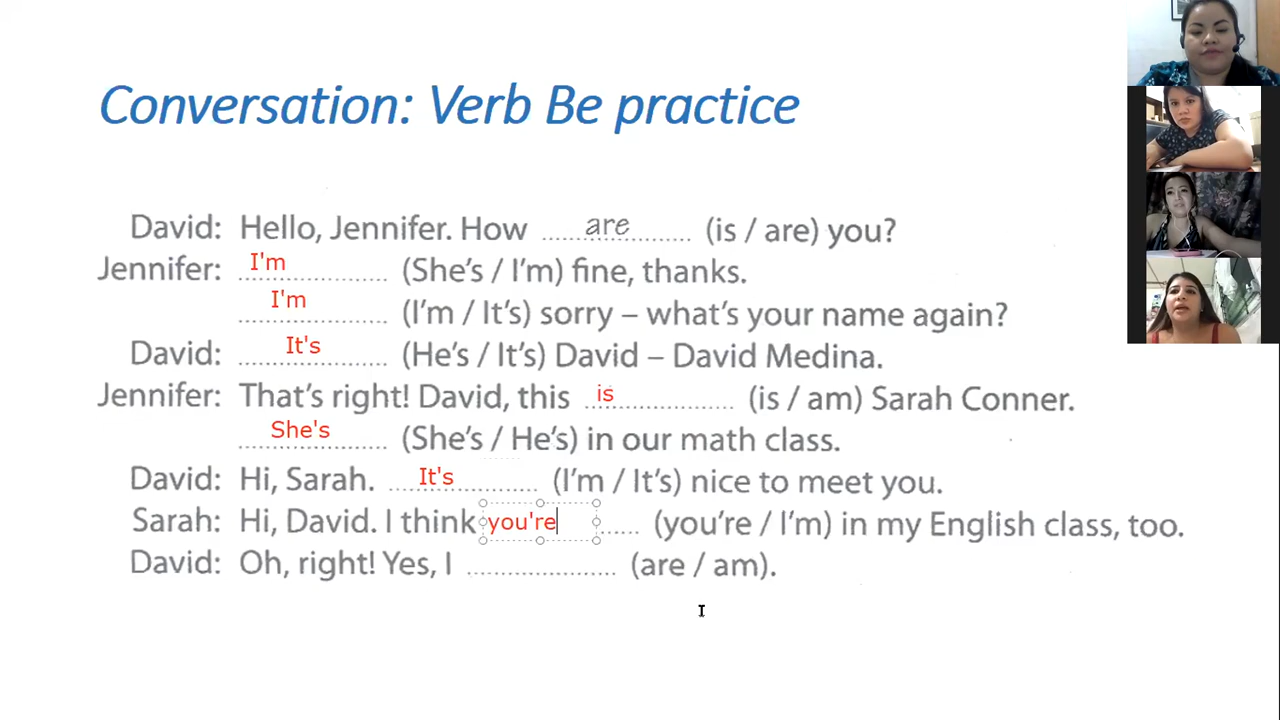 Conversation: Verb Be practice
David: Hello, Jennifer. How ....are.... (is / are) you?
Jennifer: I'm (She's / I'm) fine, thanks.
I'm (I'm / It's) sorry – what's your name again?
David: It's (He's / It's) David – David Medina.
Jennifer: That's right! David, this is (is / am) Sarah Conner.
She's (She's / He's) in our math class.
David: Hi, Sarah. It's (I'm / It's) nice to meet you.
Sarah: Hi, David. I think you're (you're / I'm) in my English class, too.
David: Oh, right! Yes, I .................... (are / am).